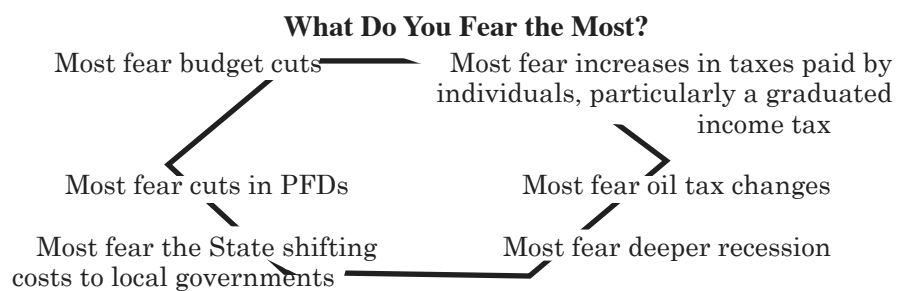 What Do You Fear the Most?
Most fear budget cuts
Most fear increases in taxes paid by
individuals, particularly a graduated
income tax
Most fear cuts in PFDs
Most fear oil tax changes
Most fear the State shifting
costs to local governments
Most fear deeper recession